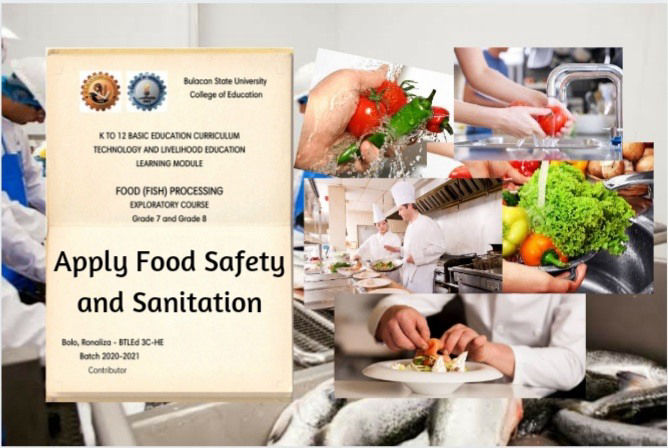 Bulacan State University
College of Education
K TO 12 BASIC EDUCATION CURRICULUM
TECHNOLOGY AND LIVELIHOOD EDUCATION
LEARNING MODULE
FOOD (FISH) PROCESSING
EXPLORATORY COURSE
Grade 7 and Grade 8
Apply Food Safety
and Sanitation
Bolo, Ronaliza - BTLEd 3C-HE
Batch 2020-2021
Contributor